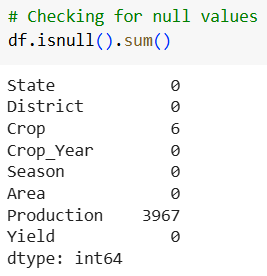 # Checking for null values
df.isnull().sum()
State 0
District 0
Crop 6
Crop_Year 0
Season 0
Area 0
Production 3967
Yield 0
dtype: int64